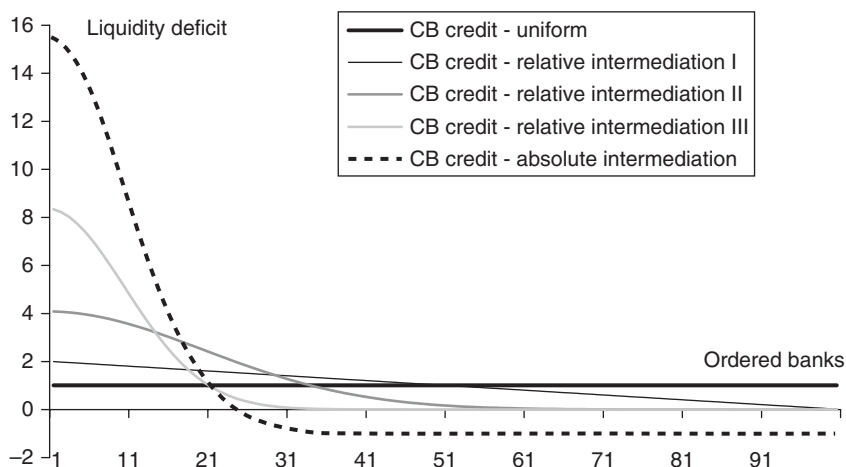 16
Liquidity deficit
14
12
10
8
6
4
2
0
–2
CB credit - uniform
CB credit - relative intermediation I
CB credit - relative intermediation II
CB credit - relative intermediation III
CB credit - absolute intermediation
Ordered banks
1 11 21 31 41 51 61 71 81 91